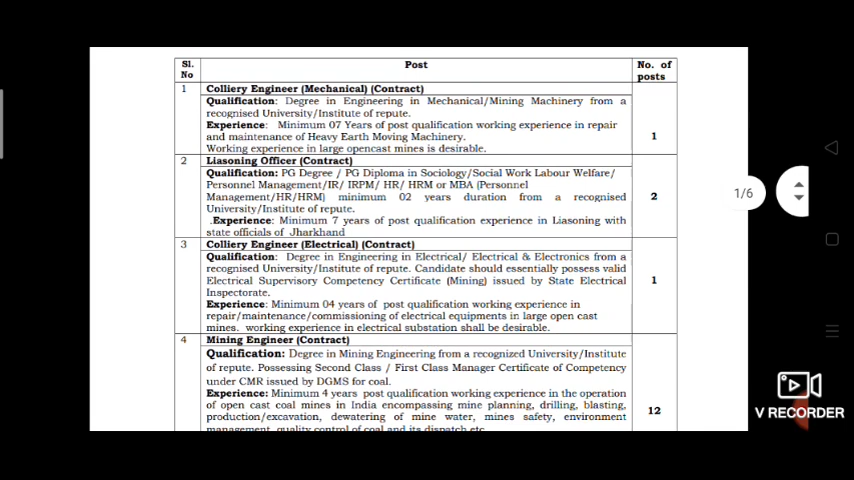 Sl. No
Post
No. of posts
1
Colliery Engineer (Mechanical) (Contract)
Qualification: Degree in Engineering in Mechanical/Mining Machinery from a
recognised University/Institute of repute.
Experience: Minimum 07 Years of post qualification working experience in repair
and maintenance of Heavy Earth Moving Machinery.
Working experience in large opencast mines is desirable.
1
2
Liasoning Officer (Contract)
Qualification: PG Degree / PG Diploma in Sociology/Social Work Labour Welfare/
Personnel Management/IR/ IRPM/ HR/ HRM or MBA (Personnel
Management/HR/HRM) minimum 02 years duration from a recognised
University/Institute of repute.
.Experience: Minimum 7 years of post qualification experience in Liasoning with
state officials of Jharkhand
2
3
Colliery Engineer (Electrical) (Contract)
Qualification: Degree in Engineering in Electrical/ Electrical & Electronics from a
recognised University/Institute of repute. Candidate should essentially possess valid
Electrical Supervisory Competency Certificate (Mining) issued by State Electrical
Inspectorate.
Experience: Minimum 04 years of post qualification working experience in
repair/maintenance/commissioning of electrical equipments in large open cast
mines. working experience in electrical substation shall be desirable.
1
4
Mining Engineer (Contract)
Qualification: Degree in Mining Engineering from a recognized University/Institute
of repute. Possessing Second Class / First Class Manager Certificate of Competency
under CMR issued by DGMS for coal.
Experience: Minimum 4 years post qualification working experience in the operation
of open cast coal mines in India encompassing mine planning, drilling, blasting,
production/excavation, dewatering of mine water, mines safety, environment
management, quality control of coal and its dispatch etc
12
1/6
V RECORDER